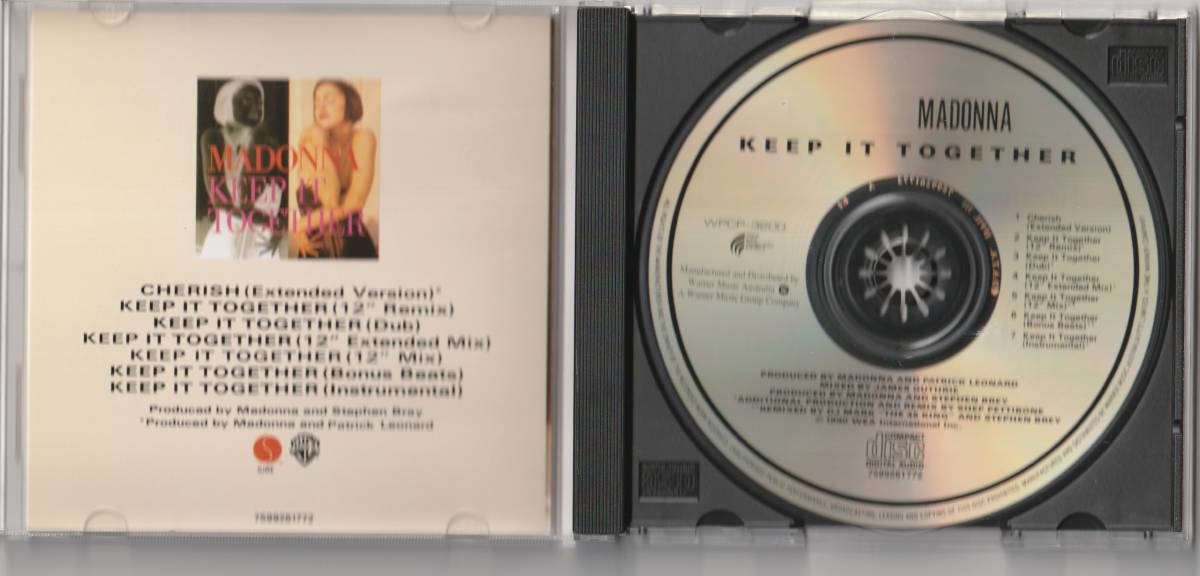 MADONNA
KEEP IT
TOGETHER
CHERISH (Extended Version)*
KEEP IT TOGETHER (12" Remix)
KEEP IT TOGETHER (Dub)
KEEP IT TOGETHER (12" Extended Mix)
KEEP IT TOGETHER (12" Mix)
KEEP IT TOGETHER (Bonus Beats)
KEEP IT TOGETHER (Instrumental)
Produced by Madonna and Stephen Bray
*Produced by Madonna and Patrick Leonard
SIRE
7599261772
MADONNA
KEEP IT TOGETHER
WPCP-3200
Manufactured and Distributed by
Warner Music Australia
A Warner Music Group Company
1 Cherish
(Extended Version)
2 Keep It Together
(12" Remix)
3 Keep It Together
(Dub)
4 Keep It Together
(12" Extended Mix)
5 Keep It Together
(12" Mix)
6 Keep It Together
(Bonus Beats)
7 Keep It Together
(Instrumental)
PRODUCED BY MADONNA AND PATRICK LEONARD
MIXED BY JAMES GUTHRIE
PRODUCED BY MADONNA AND STEPHEN BREY
ADDITIONAL PRODUCTION AND REMIX BY SHEP PETTIBONE
REMIXED BY DJ MARK "THE 45 KING" AND STEPHEN BREY
1990 WEA International Inc.
COMPACT
disc
DIGITAL AUDIO
7599261772